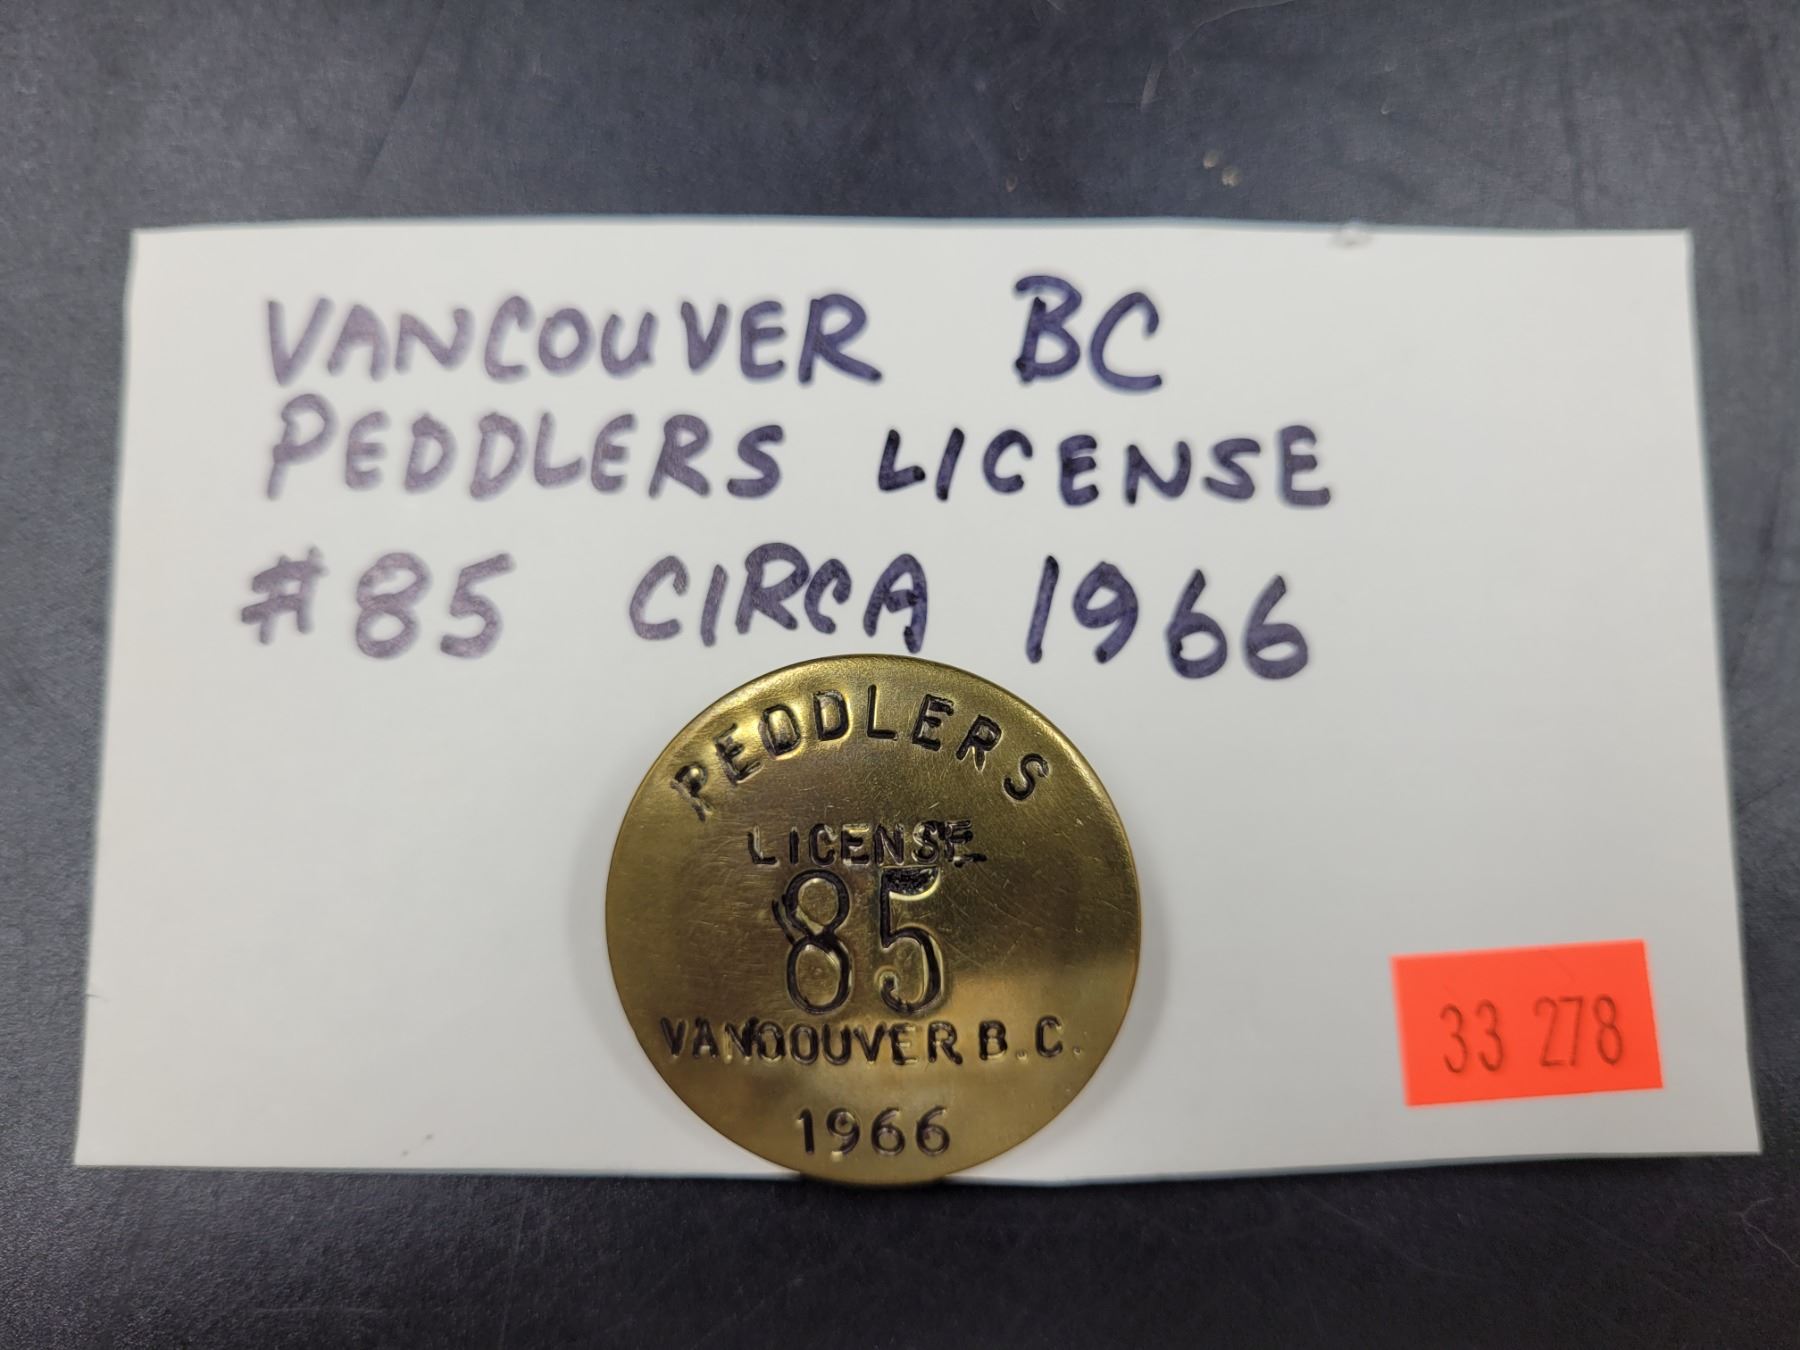 VANCOUVER BC
PEDDLERS LICENSE
#85 CIRCA 1966
PEDDLERS
LICENSE
85
VANCOUVER B.C.
1966
33 278